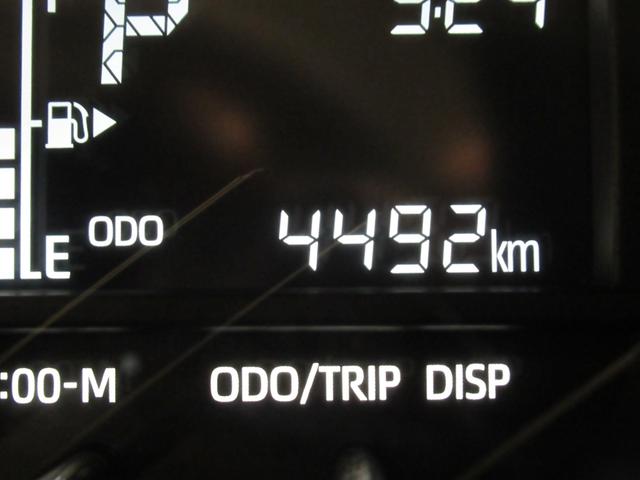 P
ODO 4492km
E
:00-M ODO/TRIP DISP